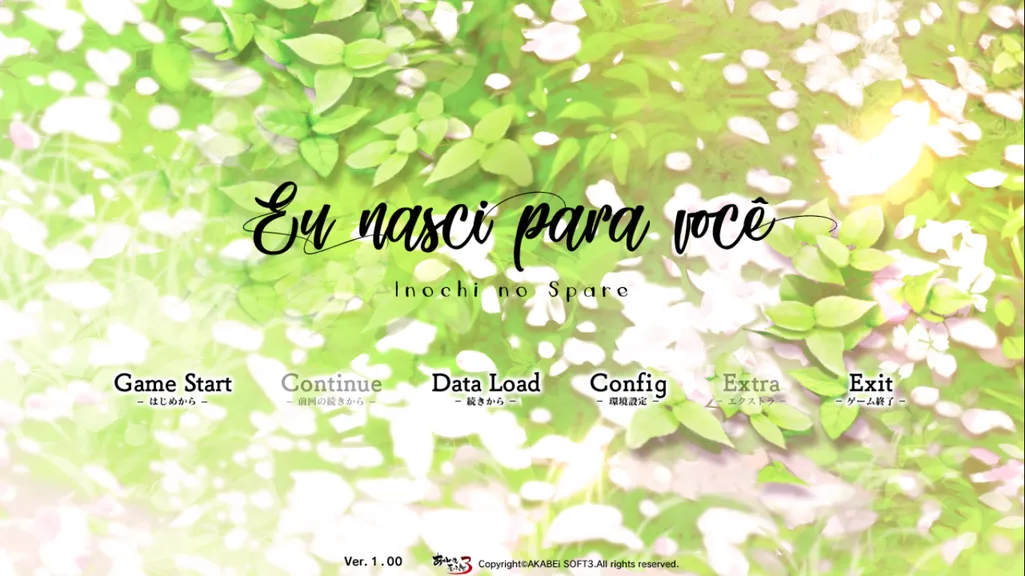 Eu nasci para você
Inochi no Spare
Game Start Continue Data Load Config Extra Exit
－はじめから－ －前回の続きから－ －続きから－ －環境設定－ －エクストラ－ －ゲーム終了－
Ver. 1.00 あかべぇそふと3 Copyright©AKABEi SOFT3.All rights reserved.